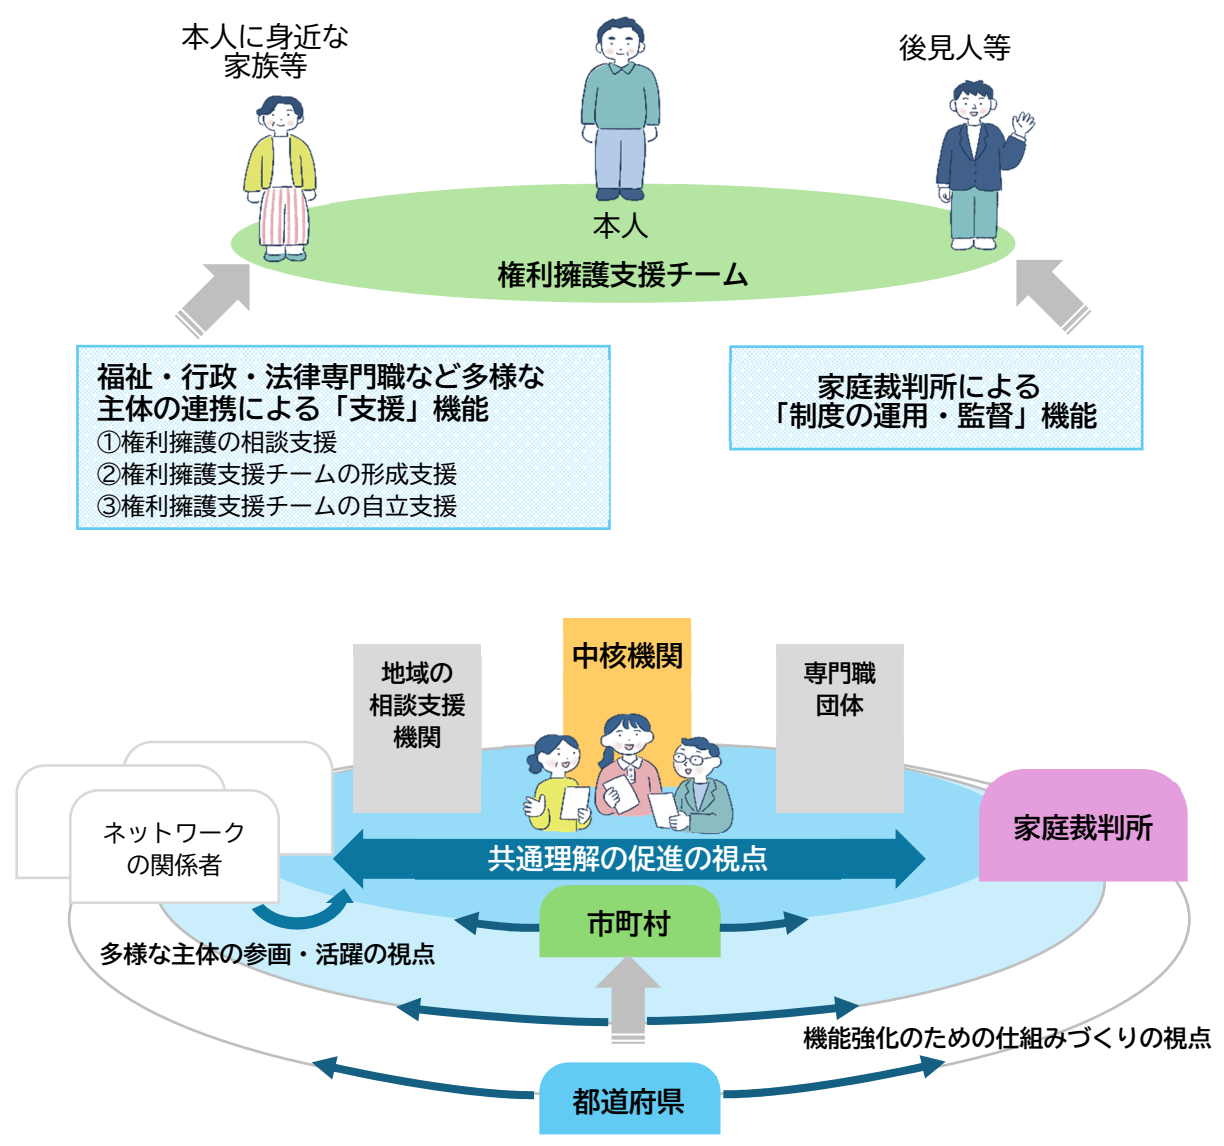 本人に身近な
家族等
後見人等
本人
権利擁護支援チーム
福祉・行政・法律専門職など多様な
主体の連携による「支援」機能
①権利擁護の相談支援
②権利擁護支援チームの形成支援
③権利擁護支援チームの自立支援
家庭裁判所による
「制度の運用・監督」機能
中核機関
地域の
相談支援
機関
専門職
団体
ネットワーク
の関係者
家庭裁判所
共通理解の促進の視点
市町村
多様な主体の参画・活躍の視点
機能強化のための仕組みづくりの視点
都道府県